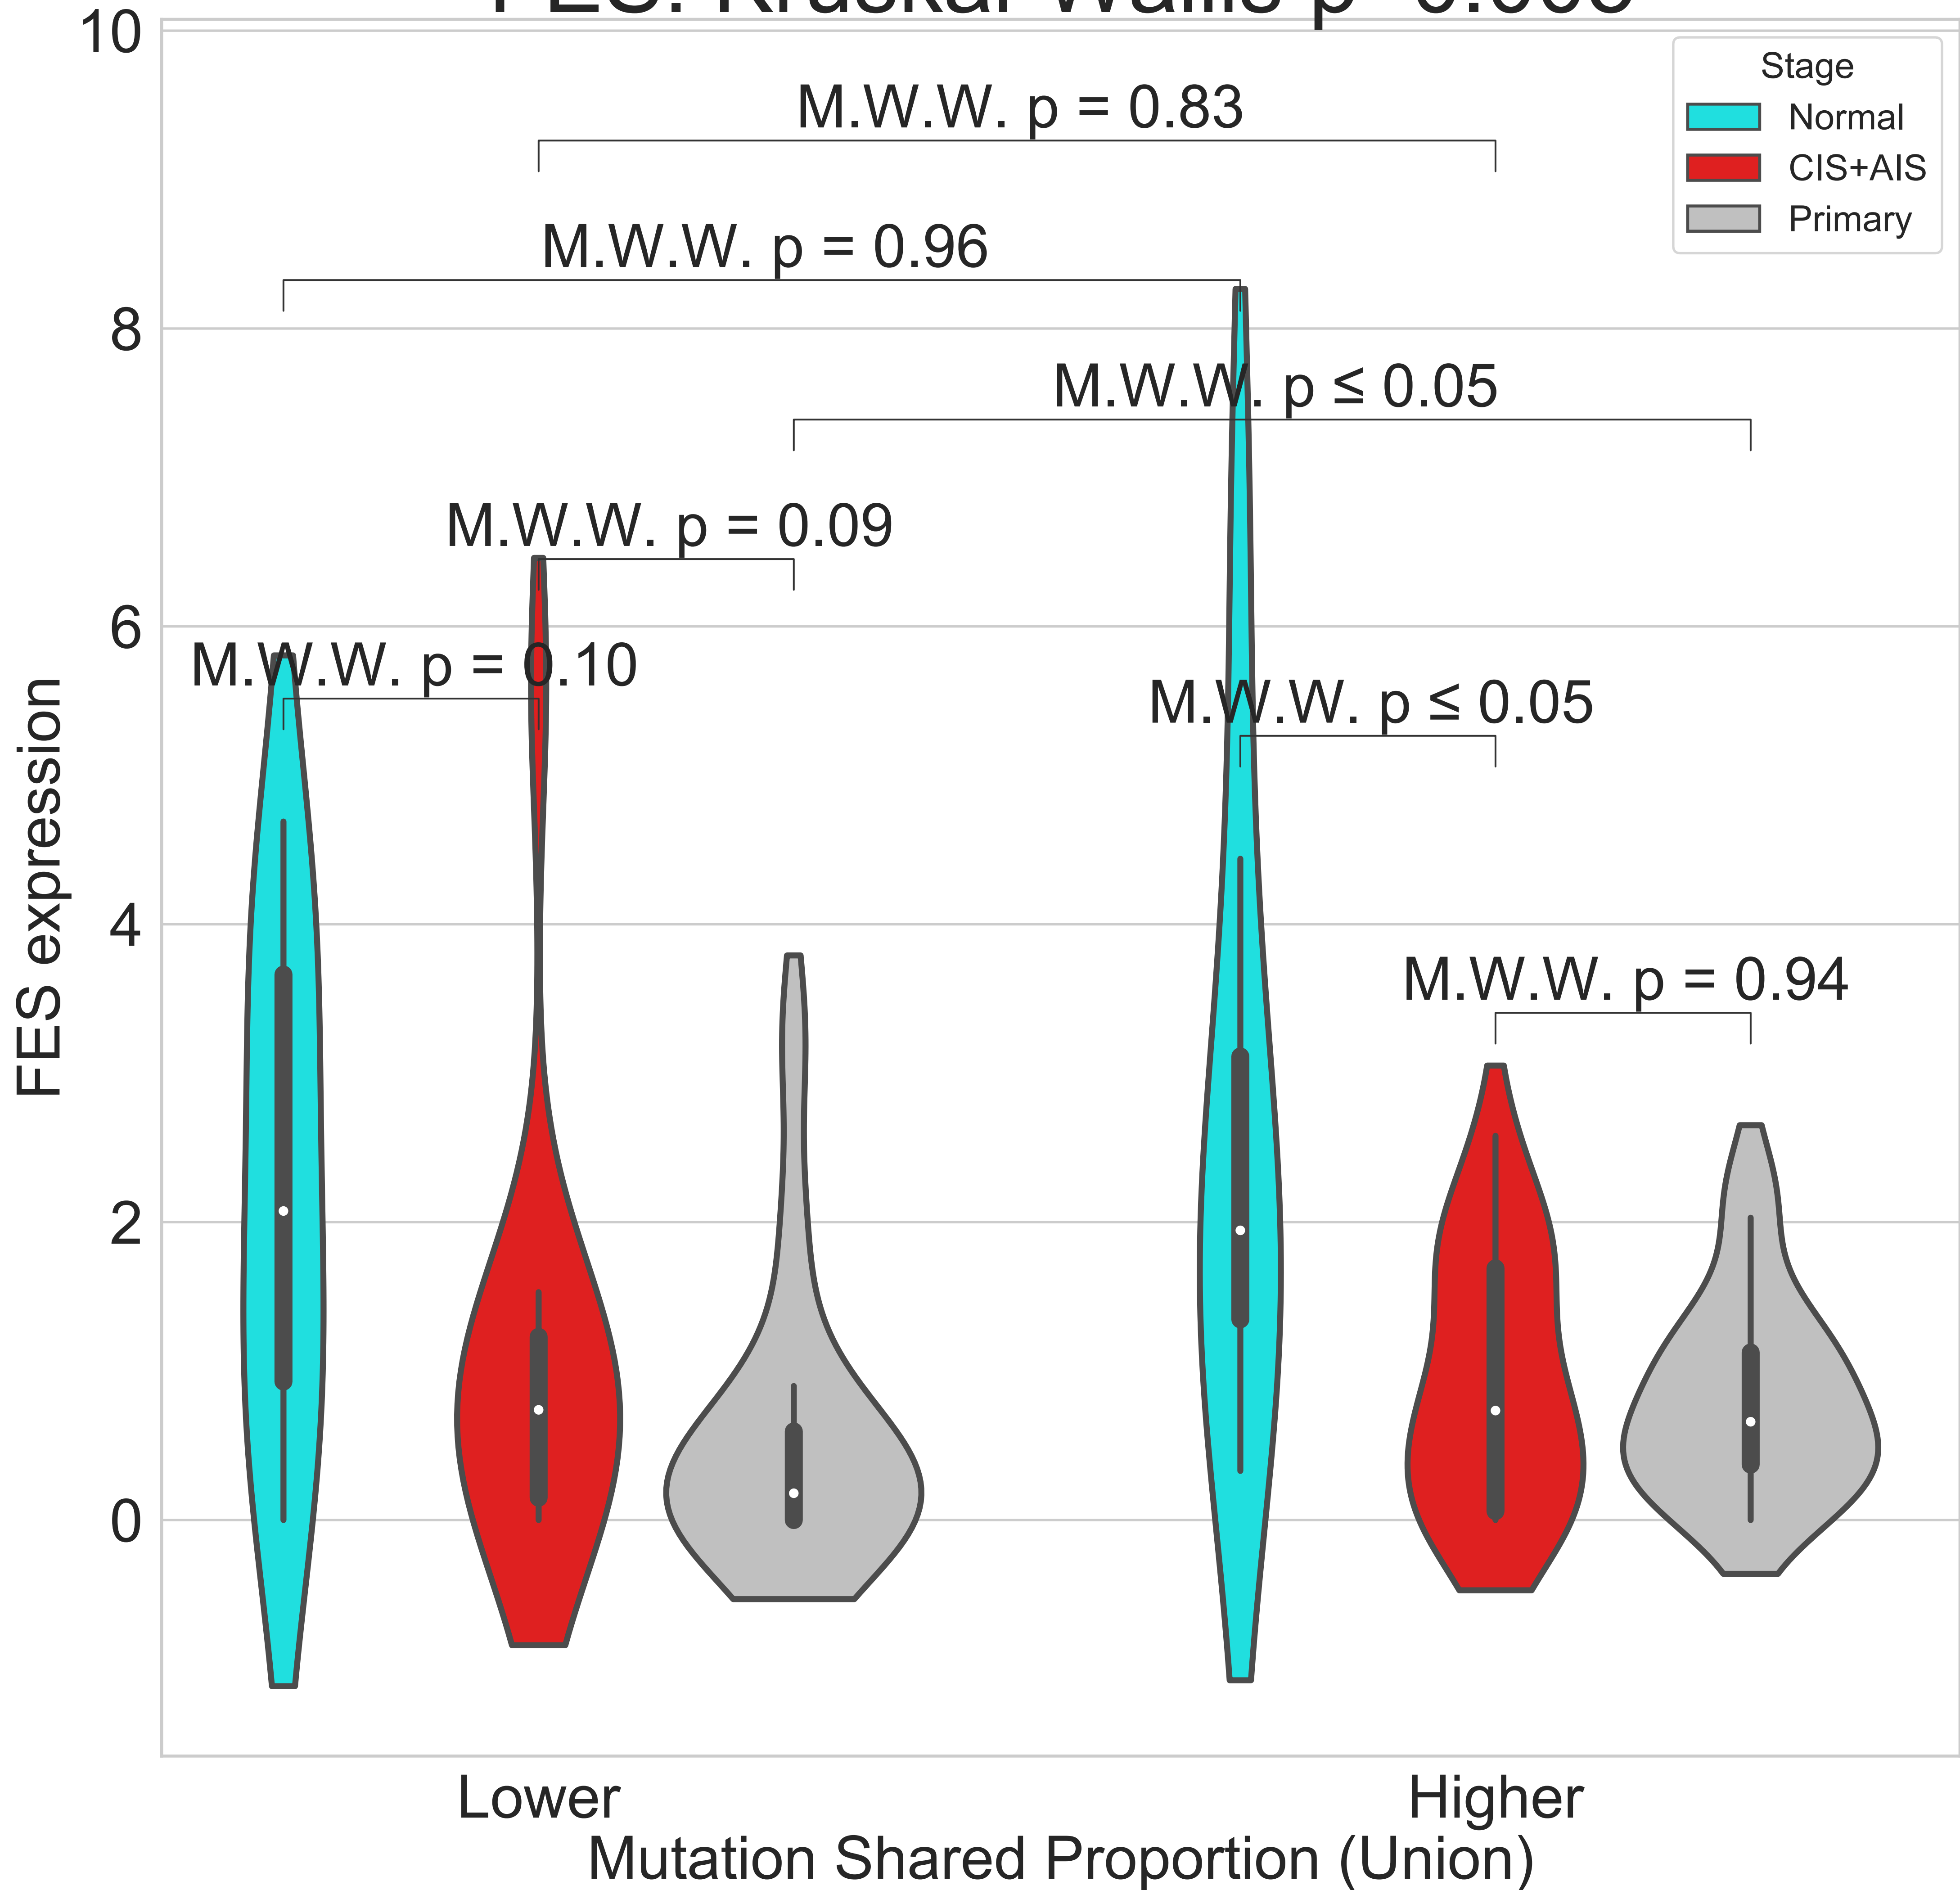 10
Stage
Normal
CIS+AIS
Primary
M.W.W. p = 0.83
M.W.W. p = 0.96
8
M.W.W. p ≤ 0.05
M.W.W. p = 0.09
6
M.W.W. p = 0.10
M.W.W. p ≤ 0.05
FES expression
4
M.W.W. p = 0.94
2
0
Lower
Higher
Mutation Shared Proportion (Union)